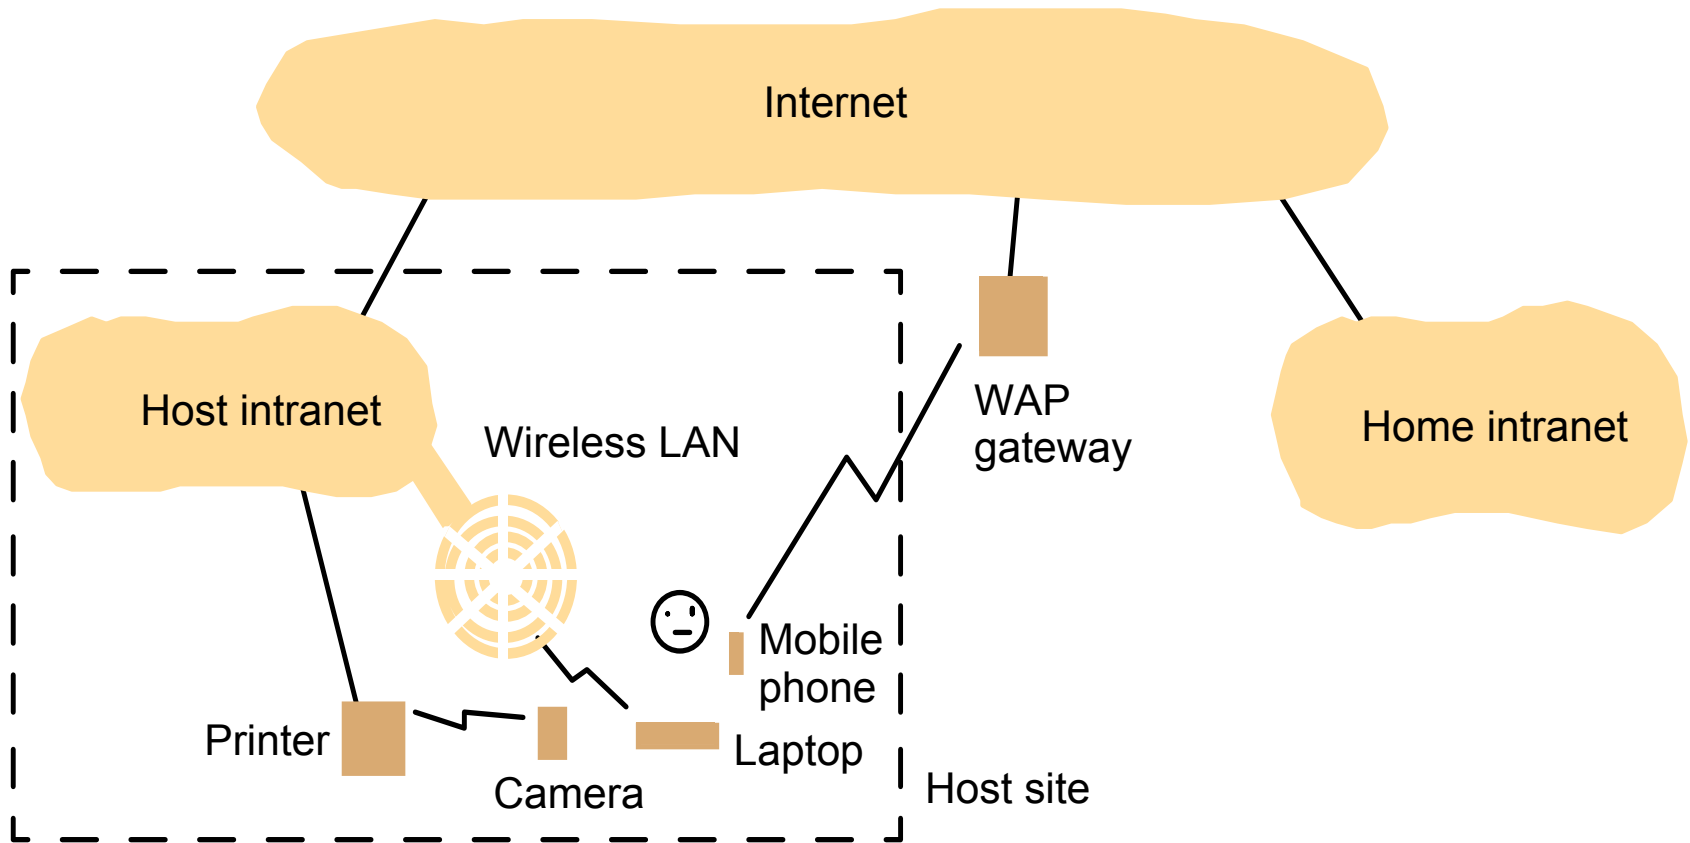 Internet
Host intranet
Wireless LAN
WAP
gateway
Home intranet
Mobile
phone
Printer
Camera
Laptop
Host site